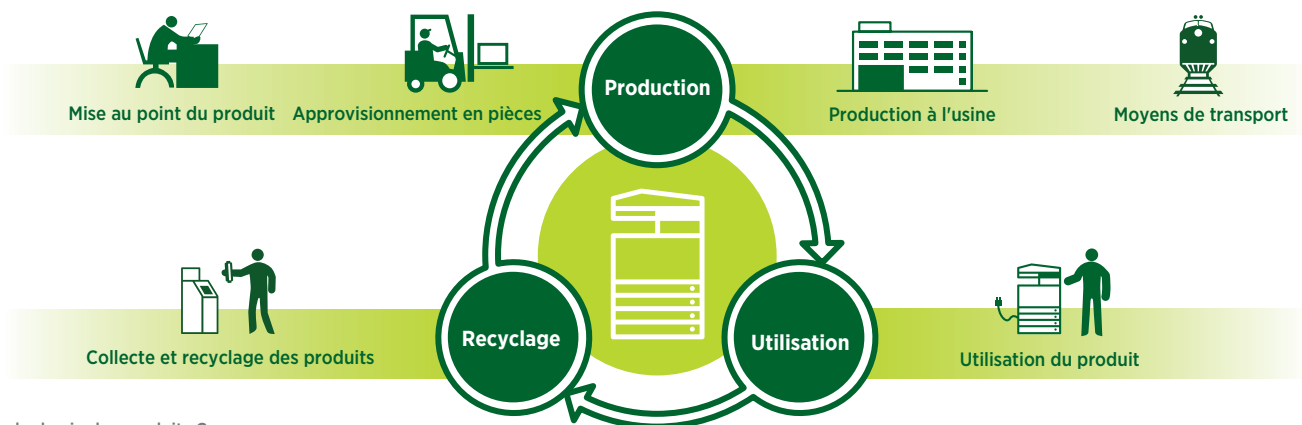 Mise au point du produit
Approvisionnement en pièces
Production
Production à l'usine
Moyens de transport
Collecte et recyclage des produits
Recyclage
Utilisation
Utilisation du produit